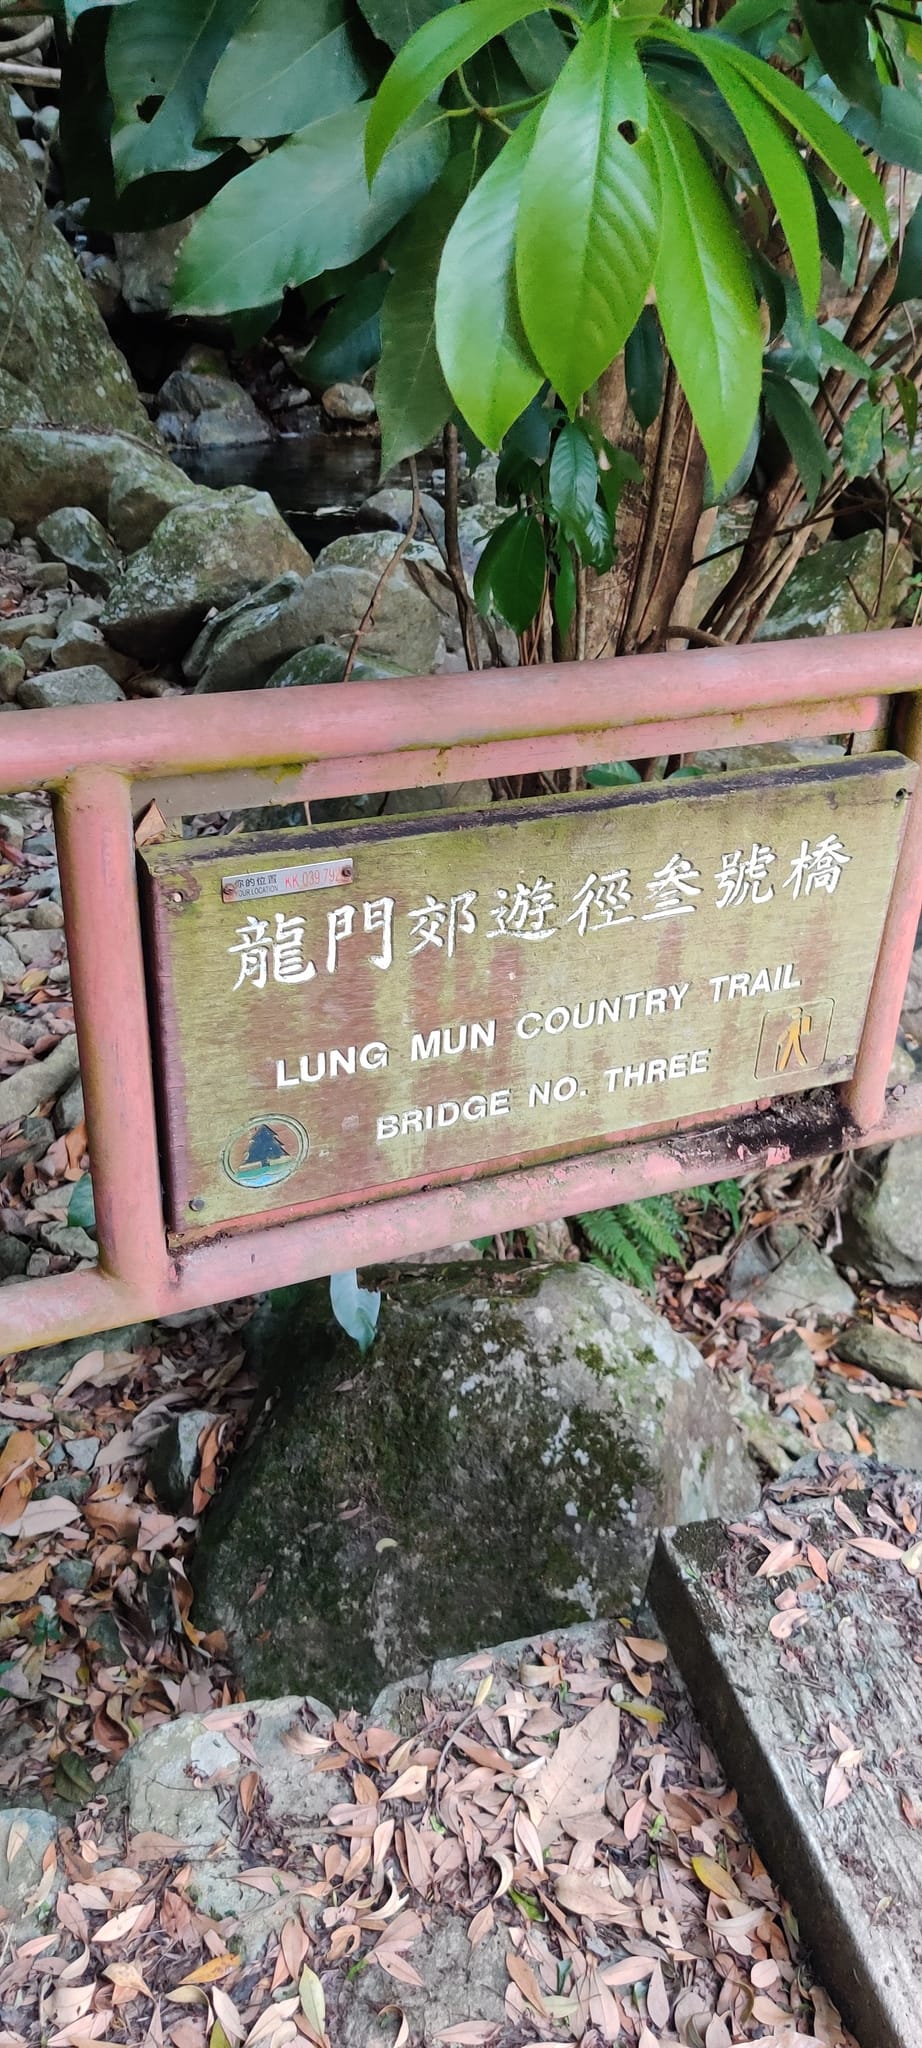 你的位置
YOUR LOCATION
KK 039 792
龍門郊遊徑叁號橋
LUNG MUN COUNTRY TRAIL
BRIDGE NO. THREE